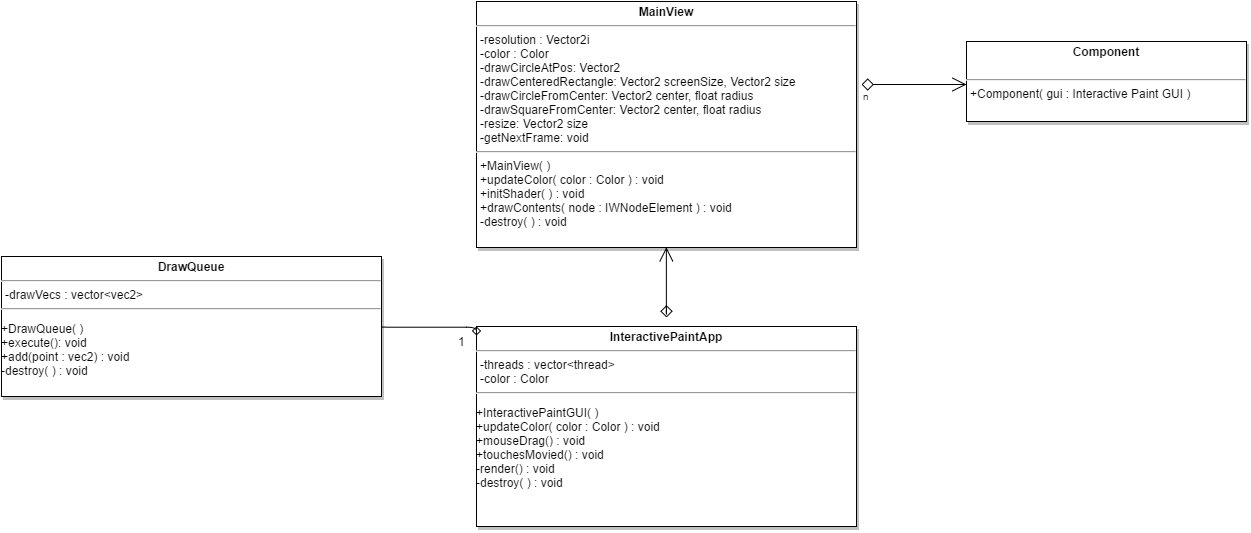 MainView
-resolution : Vector2i
-color : Color
-drawCircleAtPos: Vector2
-drawCenteredRectangle: Vector2 screenSize, Vector2 size
-drawCircleFromCenter: Vector2 center, float radius
-drawSquareFromCenter: Vector2 center, float radius
-resize: Vector2 size
-getNextFrame: void
+MainView( )
+updateColor( color : Color ) : void
+initShader( ) : void
+drawContents( node : IWNodeElement ) : void
-destroy( ) : void
n
Component
+Component( gui : Interactive Paint GUI )
DrawQueue
-drawVecs : vector<vec2>
+DrawQueue( )
+execute(): void
+add(point : vec2) : void
-destroy( ) : void
1
InteractivePaintApp
-threads : vector<thread>
-color : Color
+InteractivePaintGUI( )
+updateColor( color : Color ) : void
+mouseDrag() : void
+touchesMovied() : void
-render() : void
-destroy( ) : void